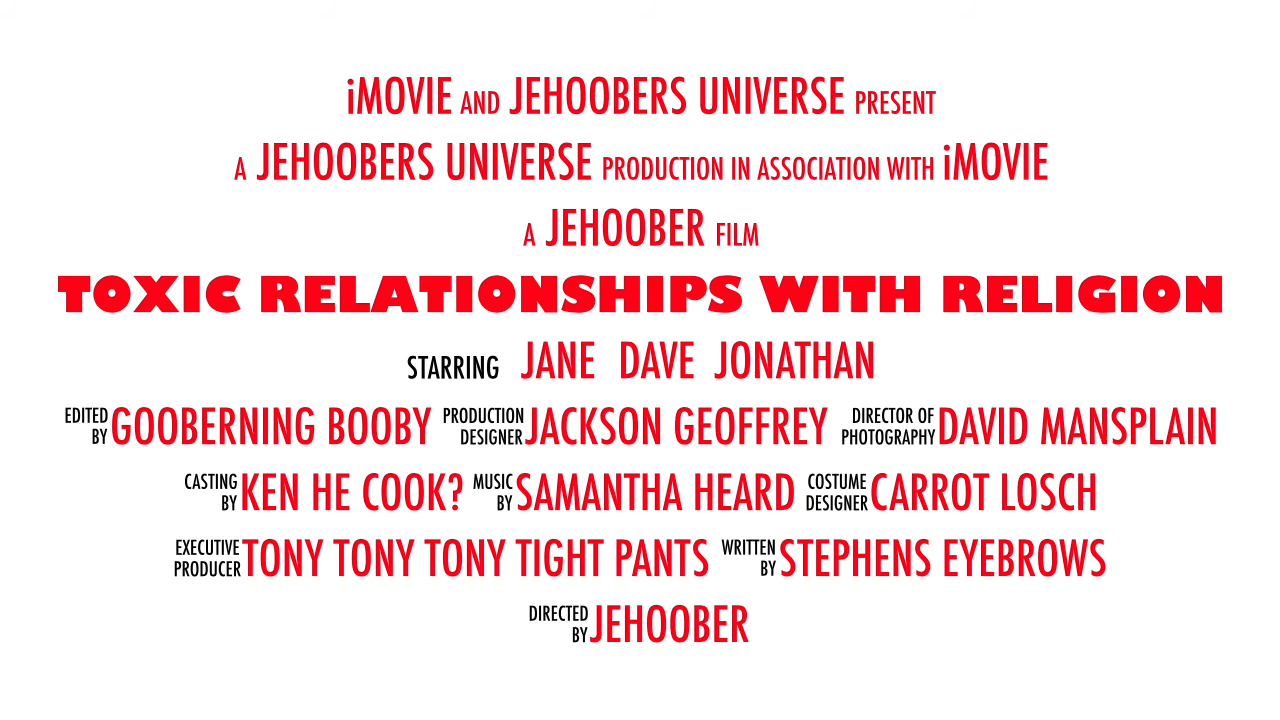 iMOVIE AND JEHOOBERS UNIVERSE PRESENT
A JEHOOBERS UNIVERSE PRODUCTION IN ASSOCIATION WITH iMOVIE
A JEHOOBER FILM
TOXIC RELATIONSHIPS WITH RELIGION
STARRING JANE DAVE JONATHAN
EDITED BY GOOBERNING BOOBY PRODUCTION DESIGNER JACKSON GEOFFREY DIRECTOR OF PHOTOGRAPHY DAVID MANSPLAIN
CASTING BY KEN HE COOK? MUSIC BY SAMANTHA HEARD COSTUME DESIGNER CARROT LOSCH
EXECUTIVE PRODUCER TONY TONY TONY TIGHT PANTS WRITTEN BY STEPHENS EYEBROWS
DIRECTED BY JEHOOBER